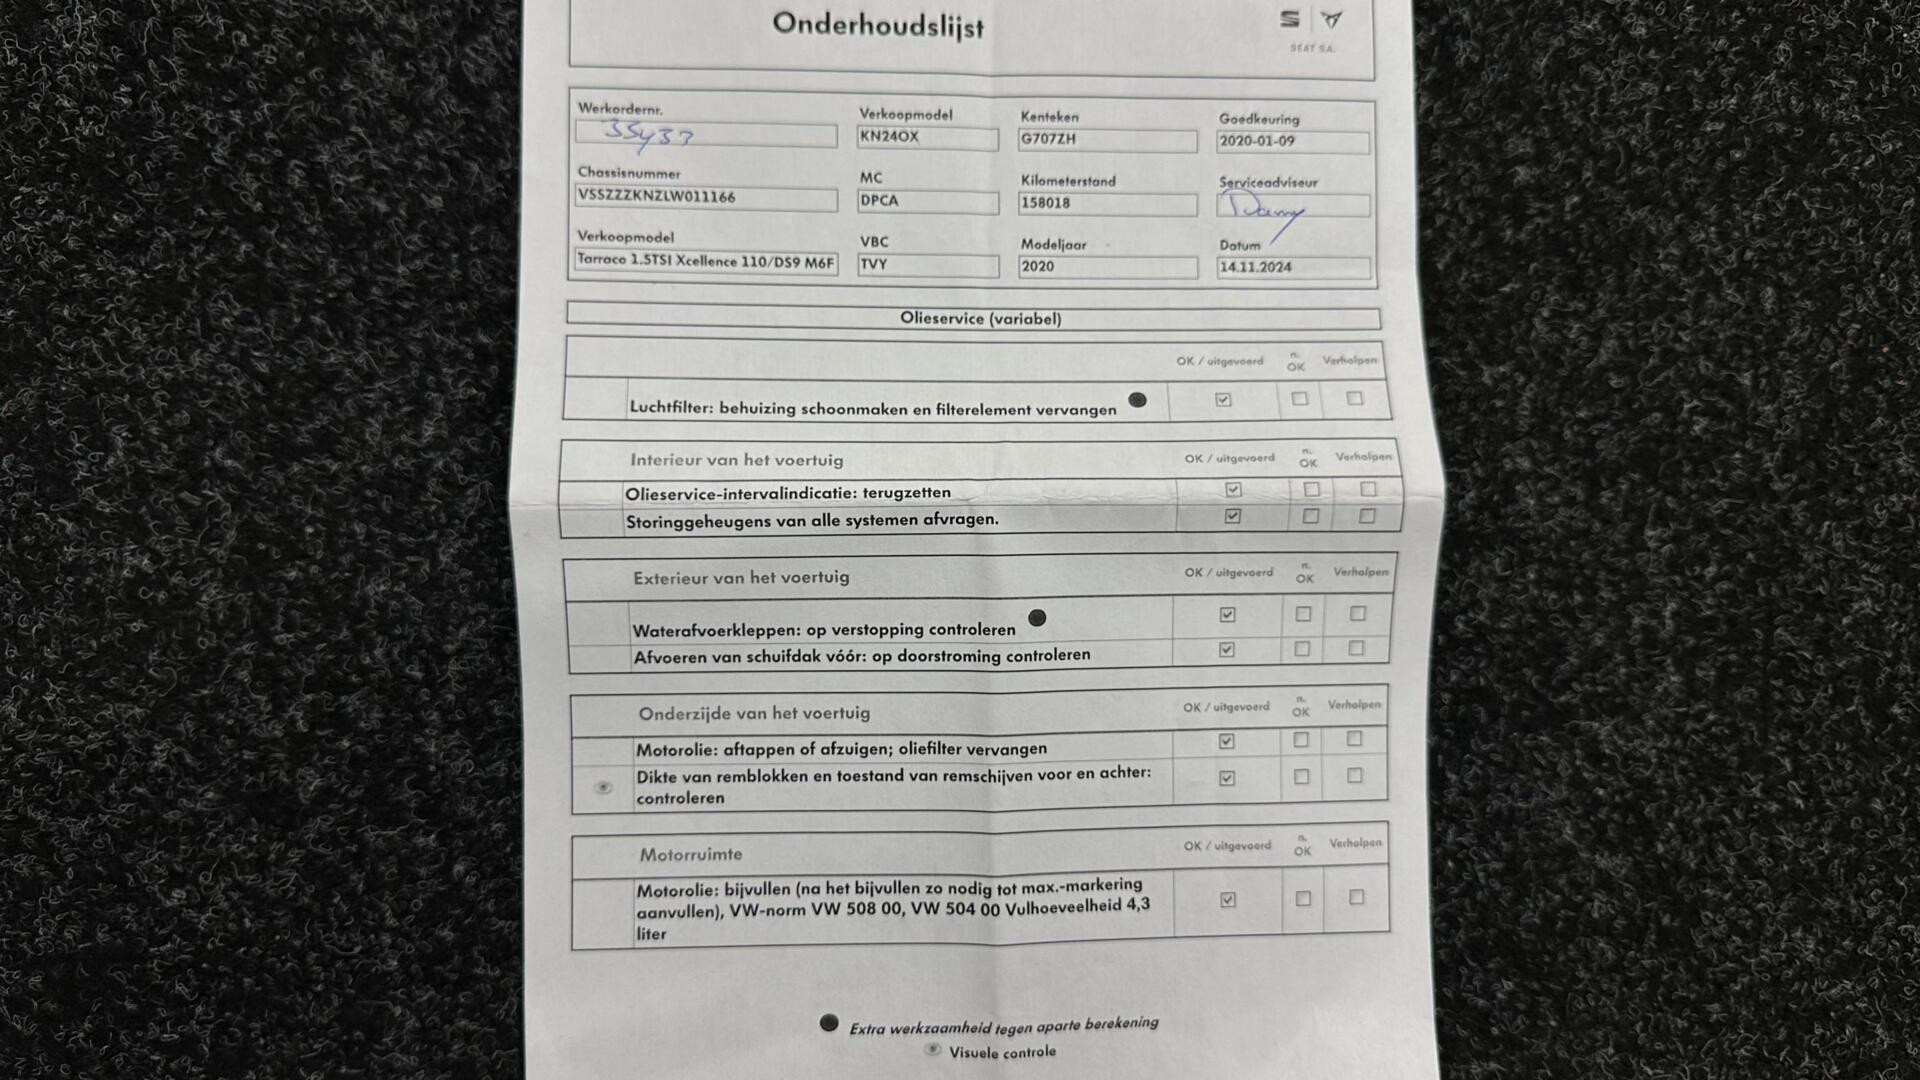 Onderhoudslijst
SEAT S.A.
Werkordernr.
35433
Verkoopmodel
KN24OX
Kenteken
G707ZH
Goedkeuring
2020-01-09
Chassisnummer
VSSZZZKNZLW011166
MC
DPCA
Kilometerstand
158018
Serviceadviseur
Danny
Verkoopmodel
Tarraco 1.5TSI Xcellence 110/DS9 M6F
VBC
TVY
Modeljaar
2020
Datum
14.11.2024
Olieservice (variabel)
OK / uitgevoerd n. OK Verholpen
Luchtfilter: behuizing schoonmaken en filterelement vervangen
Interieur van het voertuig OK / uitgevoerd n. OK Verholpen
Olieservice-intervalindicatie: terugzetten
Storinggeheugens van alle systemen afvragen.
Exterieur van het voertuig OK / uitgevoerd n. OK Verholpen
Waterafvoerkleppen: op verstopping controleren
Afvoeren van schuifdak vóór: op doorstroming controleren
Onderzijde van het voertuig OK / uitgevoerd n. OK Verholpen
Motorolie: aftappen of afzuigen; oliefilter vervangen
Dikte van remblokken en toestand van remschijven voor en achter:
controleren
Motorruimte OK / uitgevoerd n. OK Verholpen
Motorolie: bijvullen (na het bijvullen zo nodig tot max.-markering
aanvullen), VW-norm VW 508 00, VW 504 00 Vulhoeveelheid 4,3
liter
Extra werkzaamheid tegen aparte berekening
Visuele controle